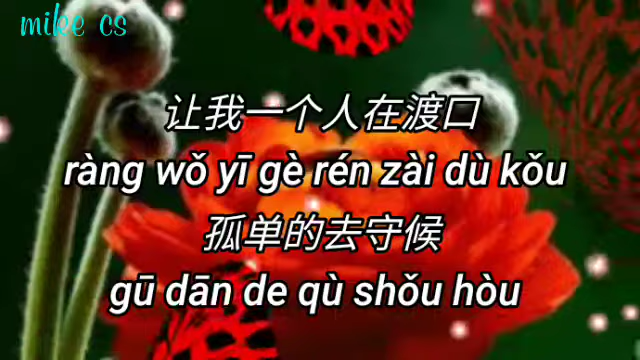 mike cs
让我一个人在渡口
ràng wǒ yī gè rén zài dù kǒu
孤单的去守候
gū dān de qù shǒu hòu